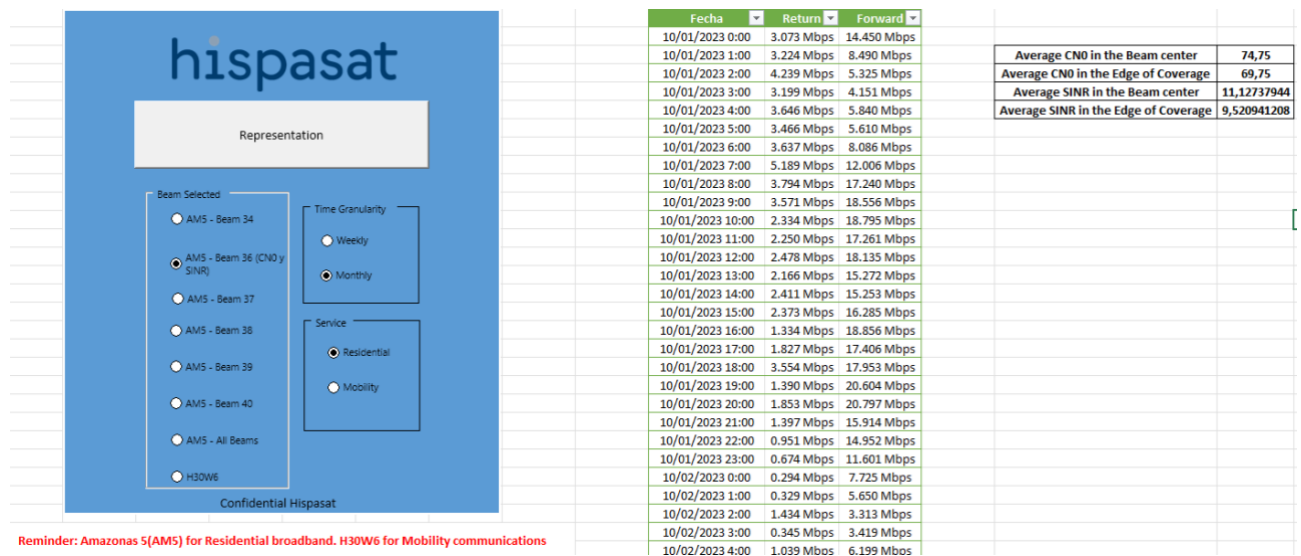 hispasat
Representation
Beam Selected
AM5 - Beam 34
AM5 - Beam 36 (CN0 y
SINR)
AM5 - Beam 37
AM5 - Beam 38
AM5 - Beam 39
AM5 - Beam 40
AM5 - All Beams
H30W6
Time Granularity
Weekly
Monthly
Service
Residential
Mobility
Confidential Hispasat
Reminder: Amazonas 5(AM5) for Residential broadband. H30W6 for Mobility communications
Fecha Return Forward
10/01/2023 0:00 3.073 Mbps 14.450 Mbps
10/01/2023 1:00 3.224 Mbps 8.490 Mbps
10/01/2023 2:00 4.239 Mbps 5.325 Mbps
10/01/2023 3:00 3.199 Mbps 4.151 Mbps
10/01/2023 4:00 3.646 Mbps 5.840 Mbps
10/01/2023 5:00 3.466 Mbps 5.610 Mbps
10/01/2023 6:00 3.637 Mbps 8.086 Mbps
10/01/2023 7:00 5.189 Mbps 12.006 Mbps
10/01/2023 8:00 3.794 Mbps 17.240 Mbps
10/01/2023 9:00 3.571 Mbps 18.556 Mbps
10/01/2023 10:00 2.334 Mbps 18.795 Mbps
10/01/2023 11:00 2.250 Mbps 17.261 Mbps
10/01/2023 12:00 2.478 Mbps 18.135 Mbps
10/01/2023 13:00 2.166 Mbps 15.272 Mbps
10/01/2023 14:00 2.411 Mbps 15.253 Mbps
10/01/2023 15:00 2.373 Mbps 16.285 Mbps
10/01/2023 16:00 1.334 Mbps 18.856 Mbps
10/01/2023 17:00 1.827 Mbps 17.406 Mbps
10/01/2023 18:00 3.554 Mbps 17.953 Mbps
10/01/2023 19:00 1.390 Mbps 20.604 Mbps
10/01/2023 20:00 1.853 Mbps 20.797 Mbps
10/01/2023 21:00 1.397 Mbps 15.914 Mbps
10/01/2023 22:00 0.951 Mbps 14.952 Mbps
10/01/2023 23:00 0.674 Mbps 11.601 Mbps
10/02/2023 0:00 0.294 Mbps 7.725 Mbps
10/02/2023 1:00 0.329 Mbps 5.650 Mbps
10/02/2023 2:00 1.434 Mbps 3.313 Mbps
10/02/2023 3:00 0.345 Mbps 3.419 Mbps
10/02/2023 4:00 1.039 Mbps 6.199 Mbps
Average CN0 in the Beam center 74,75
Average CN0 in the Edge of Coverage 69,75
Average SINR in the Beam center 11,12737944
Average SINR in the Edge of Coverage 9,520941208